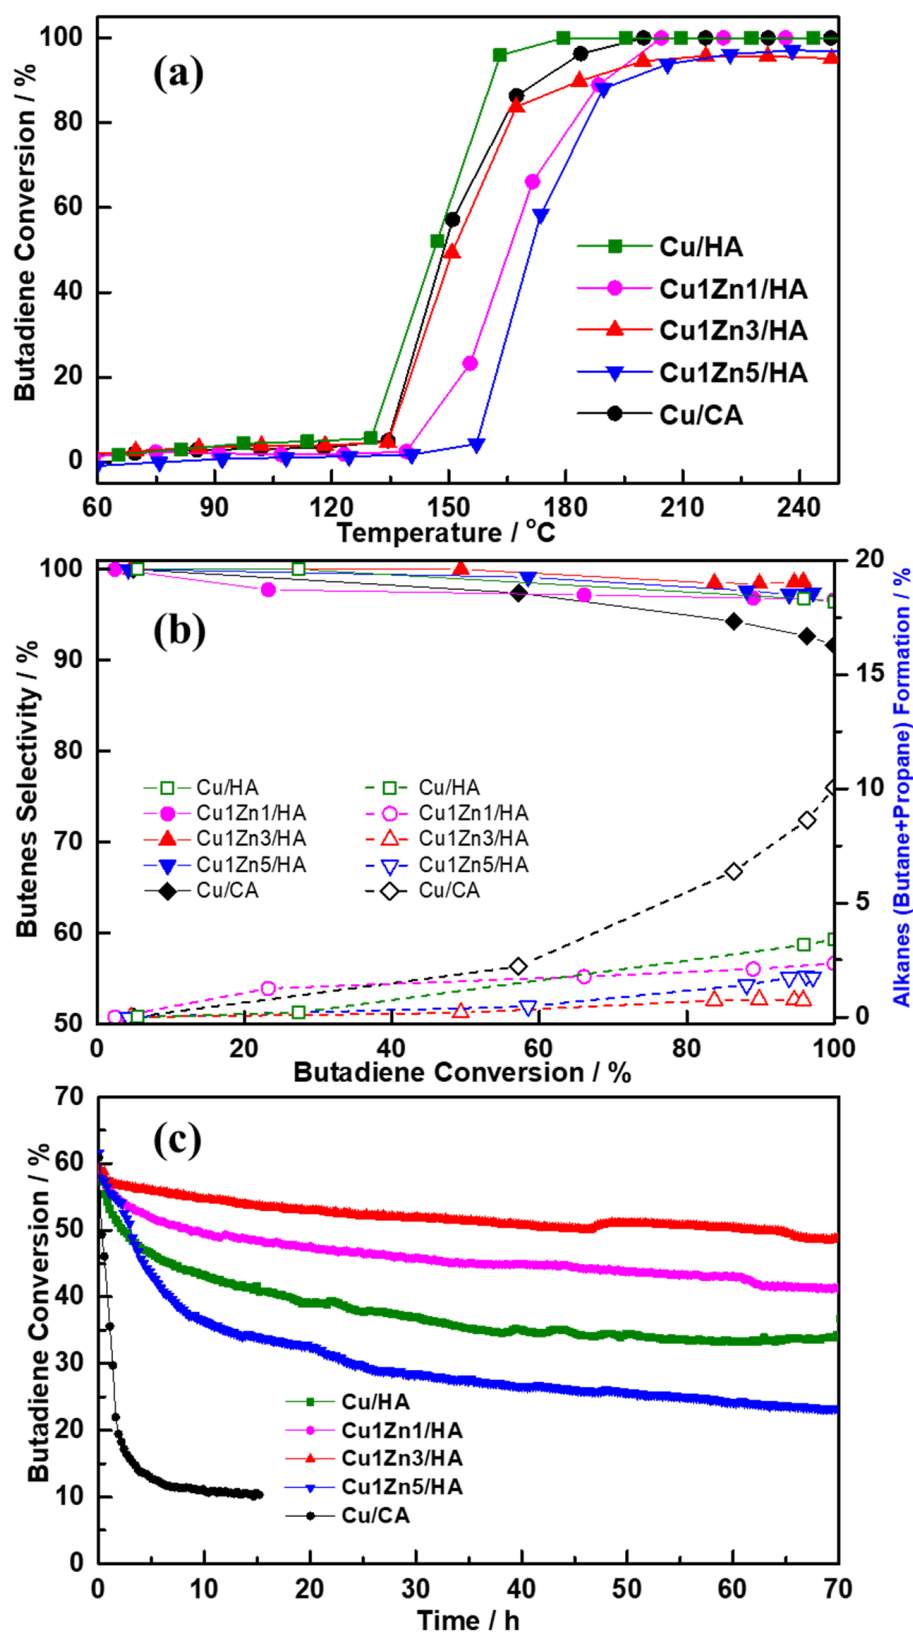 (a)
Butadiene Conversion / %
100
80
60
40
20
0
60 90 120 150 180 210 240
Temperature / °C
Cu/HA
Cu1Zn1/HA
Cu1Zn3/HA
Cu1Zn5/HA
Cu/CA
(b)
Butenes Selectivity / %
100
90
80
70
60
50
Alkanes (Butane+Propane) Formation / %
20
15
10
5
0
Cu/HA Cu/HA
Cu1Zn1/HA Cu1Zn1/HA
Cu1Zn3/HA Cu1Zn3/HA
Cu1Zn5/HA Cu1Zn5/HA
Cu/CA Cu/CA
0 20 40 60 80 100
Butadiene Conversion / %
(c)
Butadiene Conversion / %
70
60
50
40
30
20
10
0
Cu/HA
Cu1Zn1/HA
Cu1Zn3/HA
Cu1Zn5/HA
Cu/CA
0 10 20 30 40 50 60 70
Time / h